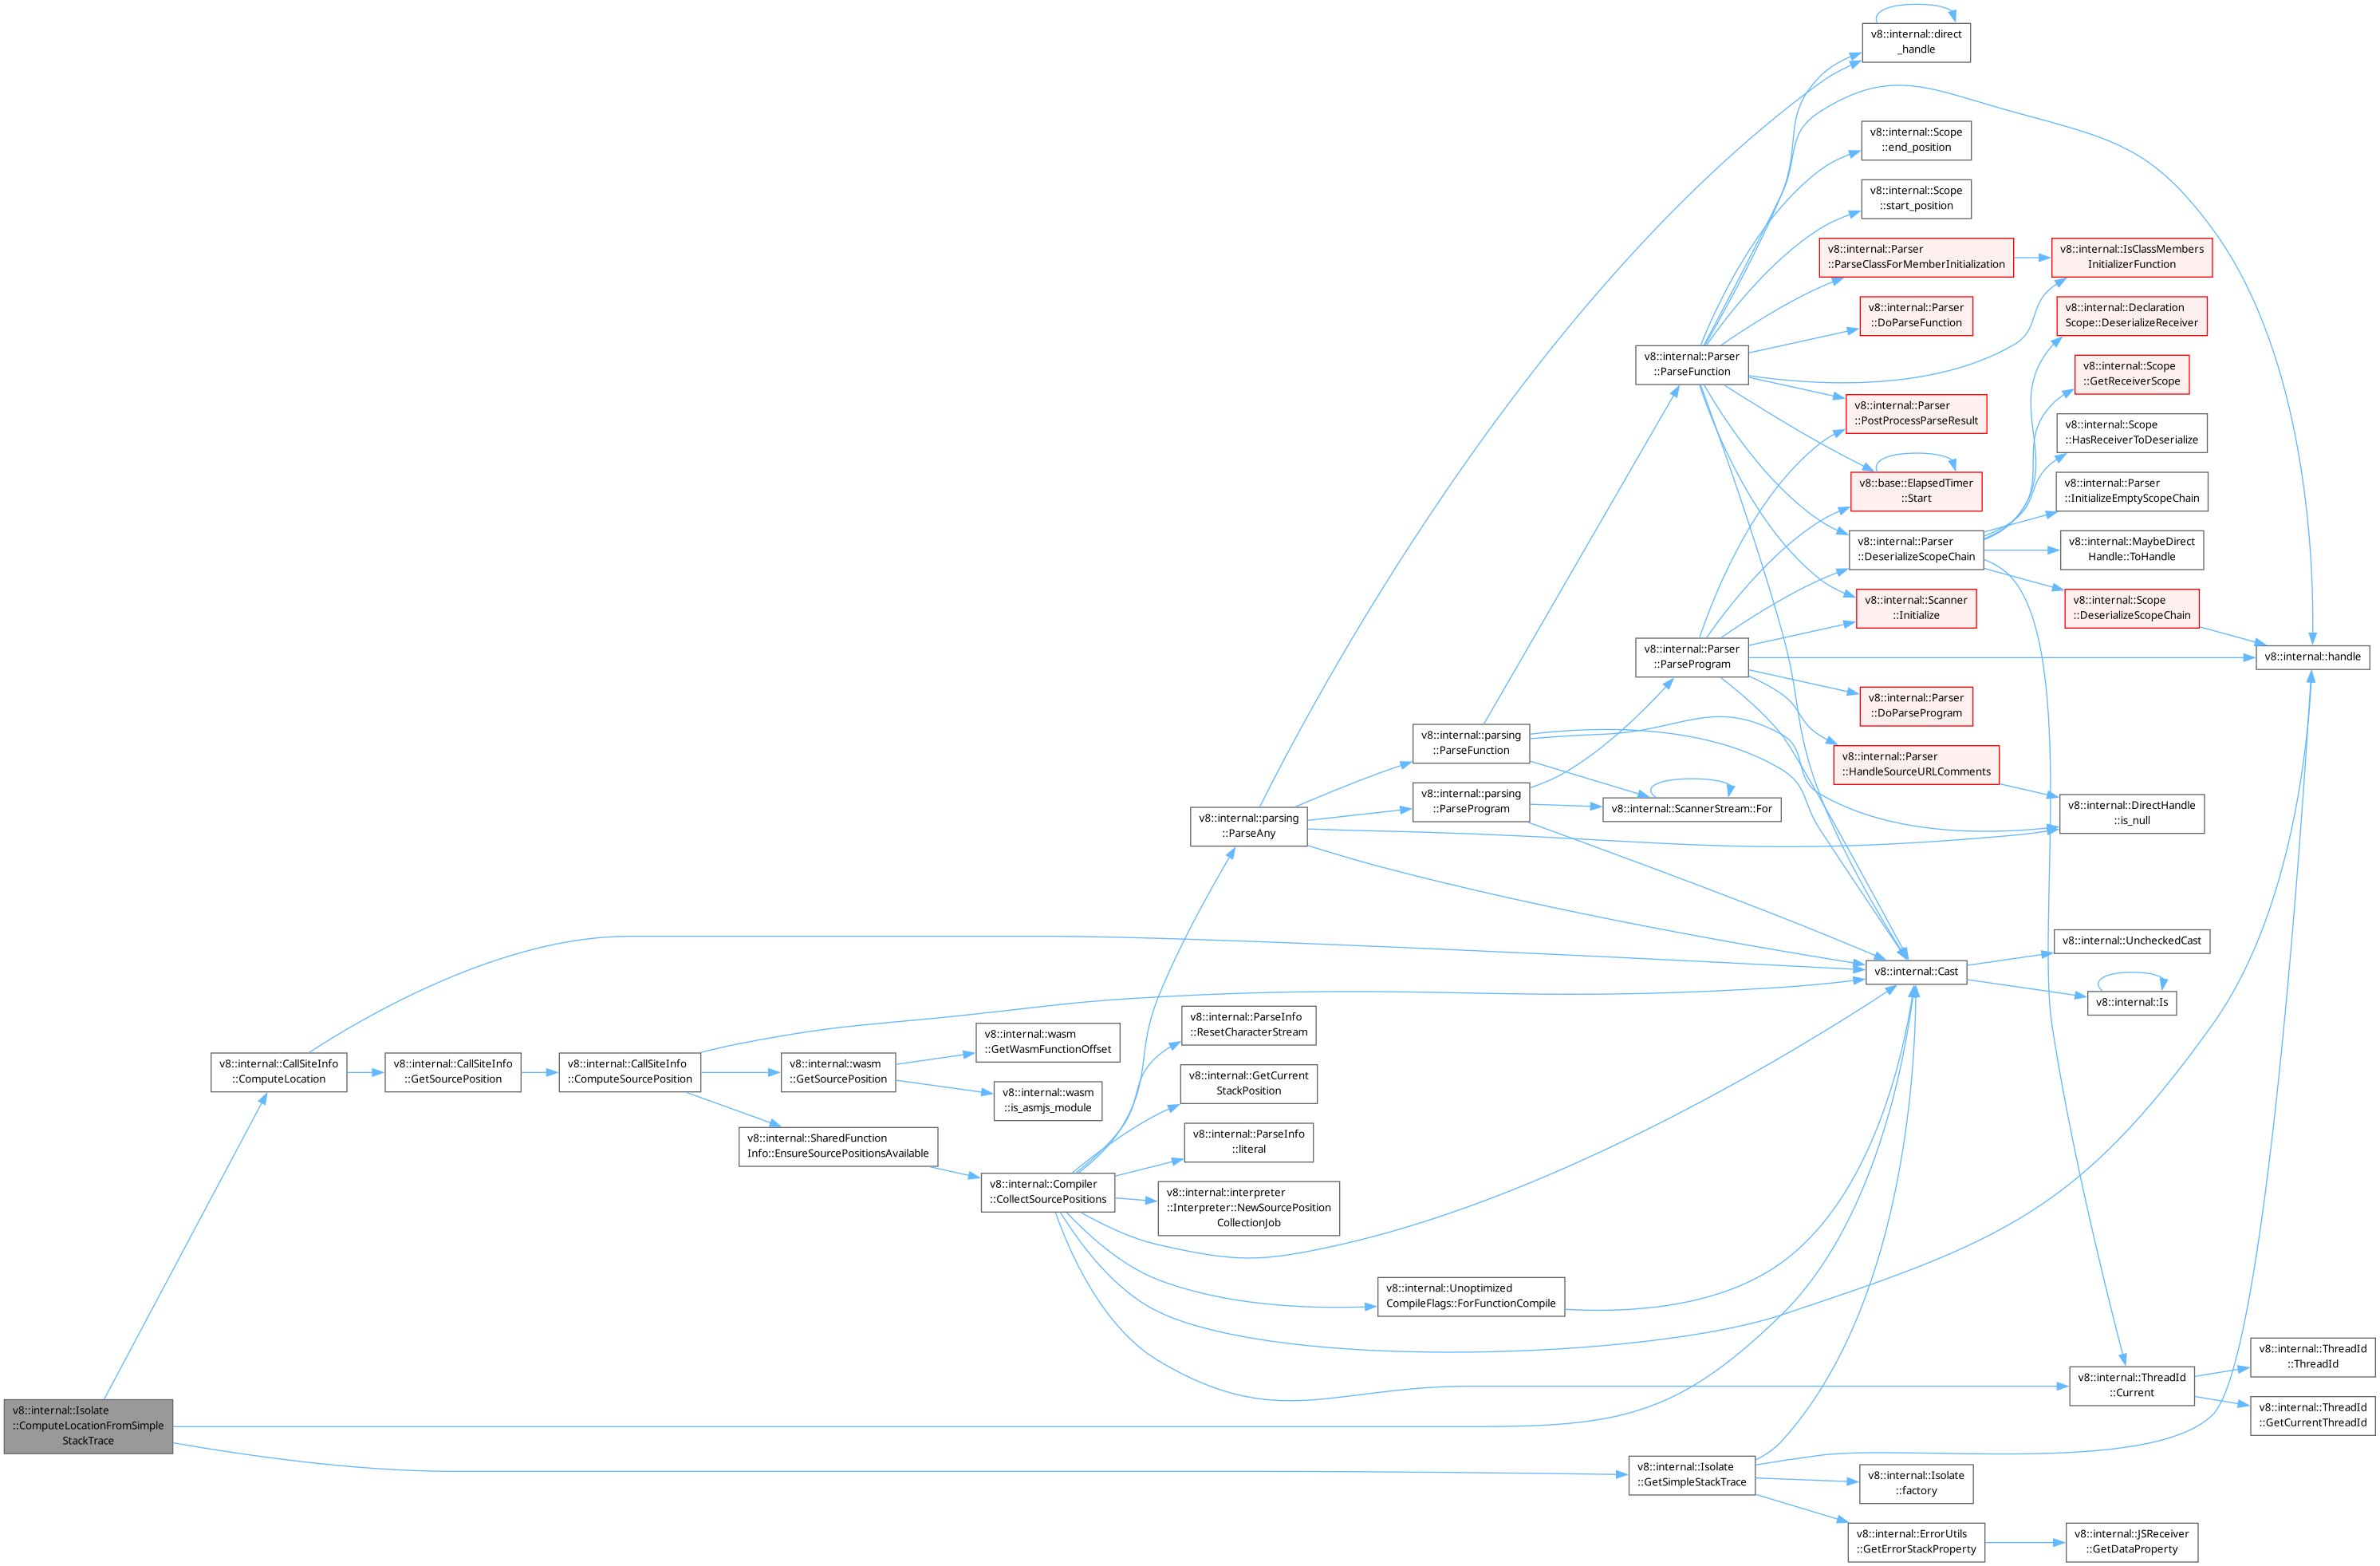 v8::internal::direct
_handle
v8::internal::Scope
::end_position
v8::internal::Scope
::start_position
v8::internal::Parser
::ParseClassForMemberInitialization
v8::internal::IsClassMembers
InitializerFunction
v8::internal::Parser
::DoParseFunction
v8::internal::Declaration
Scope::DeserializeReceiver
v8::internal::Parser
::ParseFunction
v8::internal::Scope
::GetReceiverScope
v8::internal::Parser
::PostProcessParseResult
v8::internal::Scope
::HasReceiverToDeserialize
v8::base::ElapsedTimer
::Start
v8::internal::Parser
::InitializeEmptyScopeChain
v8::internal::Parser
::DeserializeScopeChain
v8::internal::MaybeDirect
Handle::ToHandle
v8::internal::Scanner
::Initialize
v8::internal::Scope
::DeserializeScopeChain
v8::internal::Parser
::ParseProgram
v8::internal::handle
v8::internal::Parser
::DoParseProgram
v8::internal::parsing
::ParseFunction
v8::internal::Parser
::HandleSourceURLComments
v8::internal::parsing
::ParseProgram
v8::internal::ScannerStream::For
v8::internal::DirectHandle
::is_null
v8::internal::parsing
::ParseAny
v8::internal::UncheckedCast
v8::internal::Cast
v8::internal::Is
v8::internal::ParseInfo
::ResetCharacterStream
v8::internal::wasm
::GetWasmFunctionOffset
v8::internal::CallSiteInfo
::ComputeLocation
v8::internal::CallSiteInfo
::GetSourcePosition
v8::internal::CallSiteInfo
::ComputeSourcePosition
v8::internal::wasm
::GetSourcePosition
v8::internal::GetCurrent
StackPosition
v8::internal::wasm
::is_asmjs_module
v8::internal::SharedFunction
Info::EnsureSourcePositionsAvailable
v8::internal::ParseInfo
::literal
v8::internal::Compiler
::CollectSourcePositions
v8::internal::interpreter
::Interpreter::NewSourcePosition
CollectionJob
v8::internal::Unoptimized
CompileFlags::ForFunctionCompile
v8::internal::ThreadId
::ThreadId
v8::internal::ThreadId
::Current
v8::internal::ThreadId
::GetCurrentThreadId
v8::internal::Isolate
::ComputeLocationFromSimple
StackTrace
v8::internal::Isolate
::GetSimpleStackTrace
v8::internal::Isolate
::factory
v8::internal::ErrorUtils
::GetErrorStackProperty
v8::internal::JSReceiver
::GetDataProperty